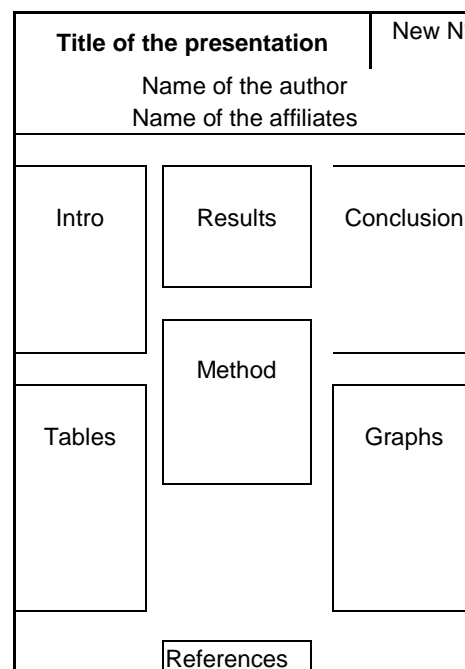 Title of the presentation
New N
Name of the author
Name of the affiliates
Intro
Results
Conclusion
Method
Tables
Graphs
References